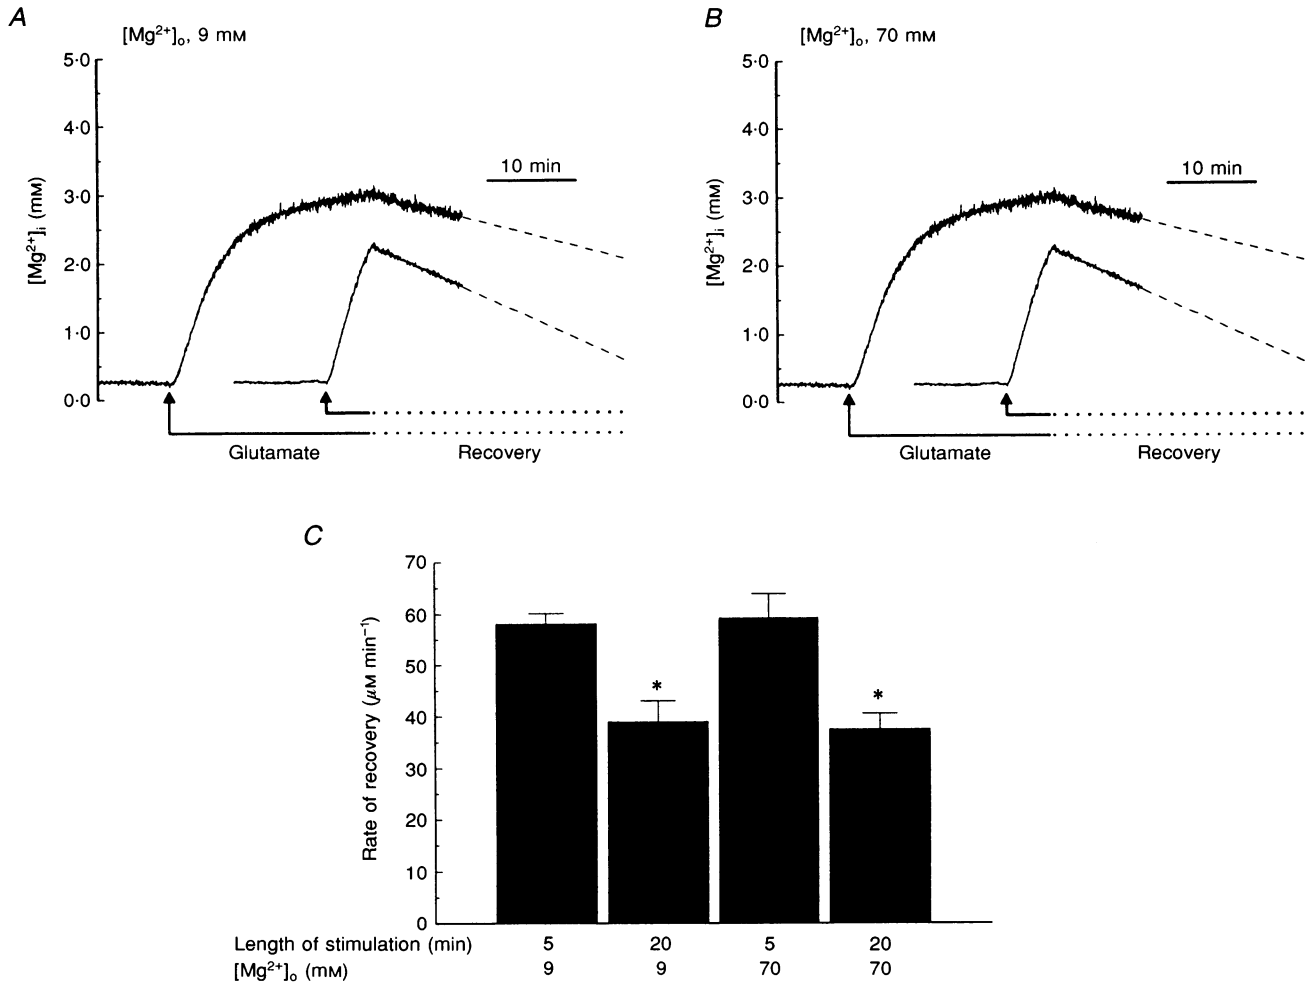 A
[Mg²⁺]ₒ, 9 mM
5·0
4·0
3·0
2·0
1·0
0·0
[Mg²⁺]ᵢ (mM)
10 min
Glutamate
Recovery
B
[Mg²⁺]ₒ, 70 mM
5·0
4·0
3·0
2·0
1·0
0·0
[Mg²⁺]ᵢ (mM)
10 min
Glutamate
Recovery
C
70
60
50
40
30
20
10
0
Rate of recovery (μM min⁻¹)
*
*
Length of stimulation (min) 5 20 5 20
[Mg²⁺]ₒ (mM) 9 9 70 70